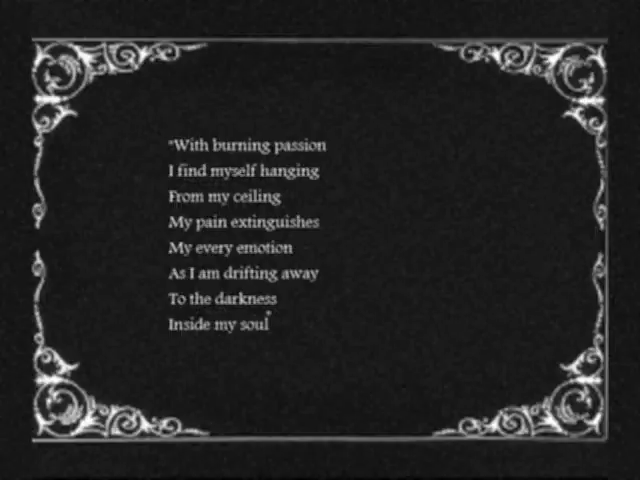 "With burning passion
I find myself hanging
From my ceiling
My pain extinguishes
My every emotion
As I am drifting away
To the darkness
Inside my soul"